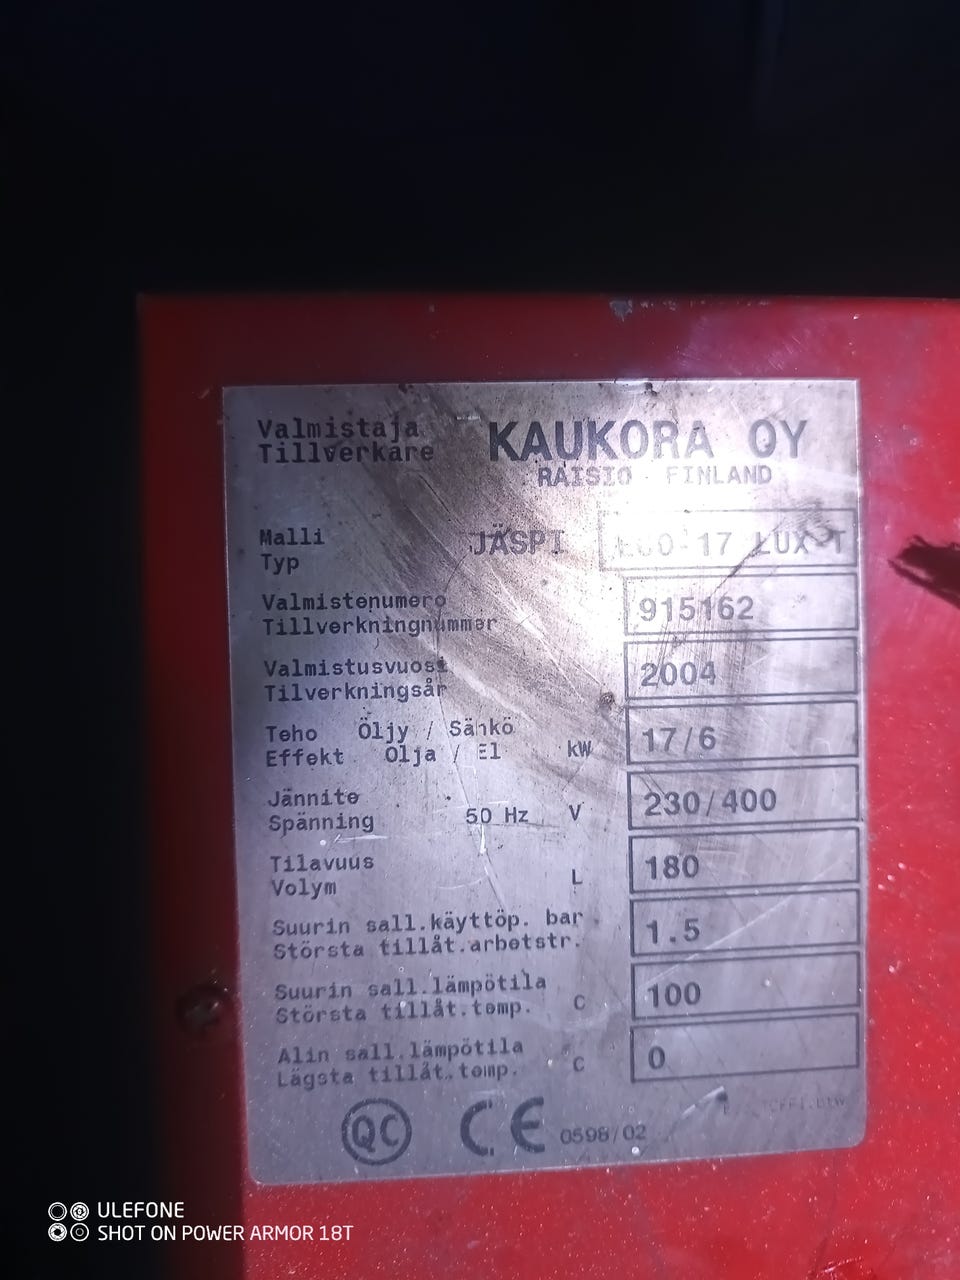 Valmistaja
Tillverkare
KAUKORA OY
RAISIO FINLAND
Malli
Typ
JÄSPI
17 LUX T
Valmistenumero
Tillverkningnummer
915162
Valmistusvuosi
Tilverkningsår
2004
Teho Öljy / Sähkö
Effekt Olja / El kW
17/6
Jännite
Spänning 50 Hz V
230/400
Tilavuus
Volym L
180
Suurin sall.käyttöp. bar
Största tillåt.arbetstr.
1.5
Suurin sall.lämpötila
Största tillåt.temp. C
100
Alin sall.lämpötila
Lägsta tillåt.temp. C
0
QC CE 0598/02
ULEFONE
SHOT ON POWER ARMOR 18T